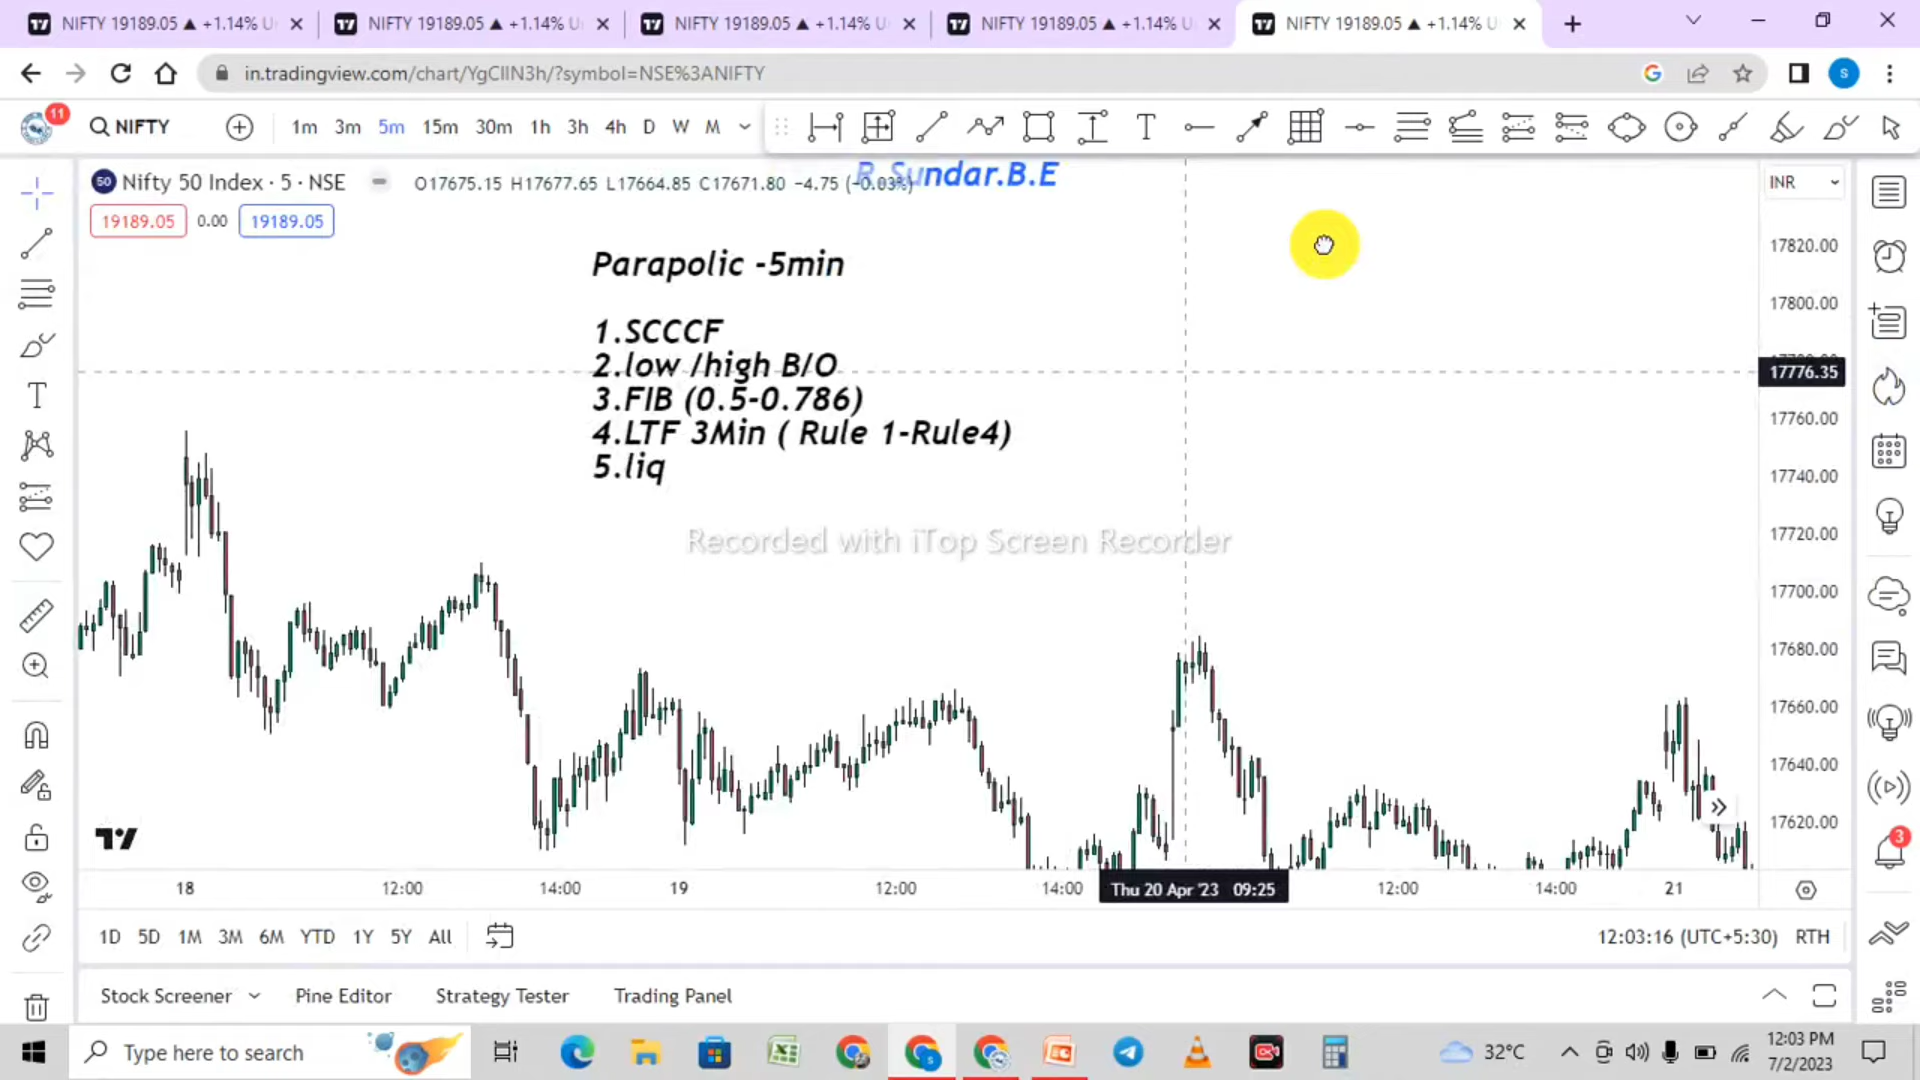 NIFTY 19189.05 ▲ +1.14% U
NIFTY 19189.05 ▲ +1.14% U
NIFTY 19189.05 ▲ +1.14% U
NIFTY 19189.05 ▲ +1.14% U
NIFTY 19189.05 ▲ +1.14% U
in.tradingview.com/chart/YgCIIN3h/?symbol=NSE%3ANIFTY
S
11
NIFTY
1m 3m 5m 15m 30m 1h 3h 4h D W M
R.Sundar.B.E
50 Nifty 50 Index · 5 · NSE
O17675.15 H17677.65 L17664.85 C17671.80 −4.75 (−0.03%)
INR
19189.05 0.00 19189.05
Parapolic -5min
1.SCCCF
2.low /high B/O
3.FIB (0.5-0.786)
4.LTF 3Min ( Rule 1-Rule4)
5.liq
Recorded with iTop Screen Recorder
17820.00
17800.00
17776.35
17760.00
17740.00
17720.00
17700.00
17680.00
17660.00
17640.00
17620.00
3
18 12:00 14:00 19 12:00 14:00 Thu 20 Apr '23 09:25 12:00 14:00 21
1D 5D 1M 3M 6M YTD 1Y 5Y All
12:03:16 (UTC+5:30) RTH
Stock Screener Pine Editor Strategy Tester Trading Panel
Type here to search
32°C
12:03 PM
7/2/2023